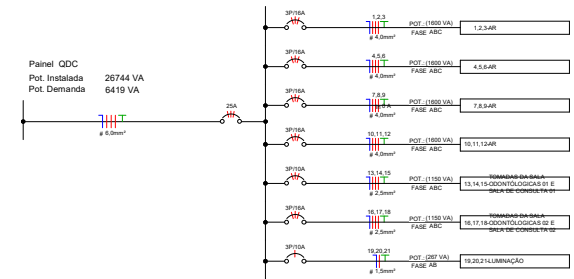 Painel QDC
Pot. Instalada 26744 VA
Pot. Demanda 6419 VA
ø 6,0mm²
25A
3P/16A
1,2,3
ø 4,0mm²
POT.: (1600 VA)
FASE ABC
1,2,3-AR
3P/16A
4,5,6
ø 4,0mm²
POT.: (1600 VA)
FASE ABC
4,5,6-AR
3P/16A
7,8,9
ø 4,0mm²
POT.: (1600 VA)
FASE ABC
7,8,9-AR
3P/16A
10,11,12
ø 4,0mm²
POT.: (1600 VA)
FASE ABC
10,11,12-AR
3P/10A
13,14,15
ø 2,5mm²
POT.: (1150 VA)
FASE ABC
TOMADAS DA SALA
13,14,15-ODONTÓLOGICAS 01 E
SALA DE CONSULTA 01
3P/16A
16,17,18
ø 2,5mm²
POT.: (1150 VA)
FASE ABC
TOMADAS DA SALA
16,17,18-ODONTÓLOGICAS 02 E
SALA DE CONSULTA 02
3P/10A
19,20,21
ø 1,5mm²
POT.: (267 VA)
FASE AB
19,20,21-ILUMINAÇÃO